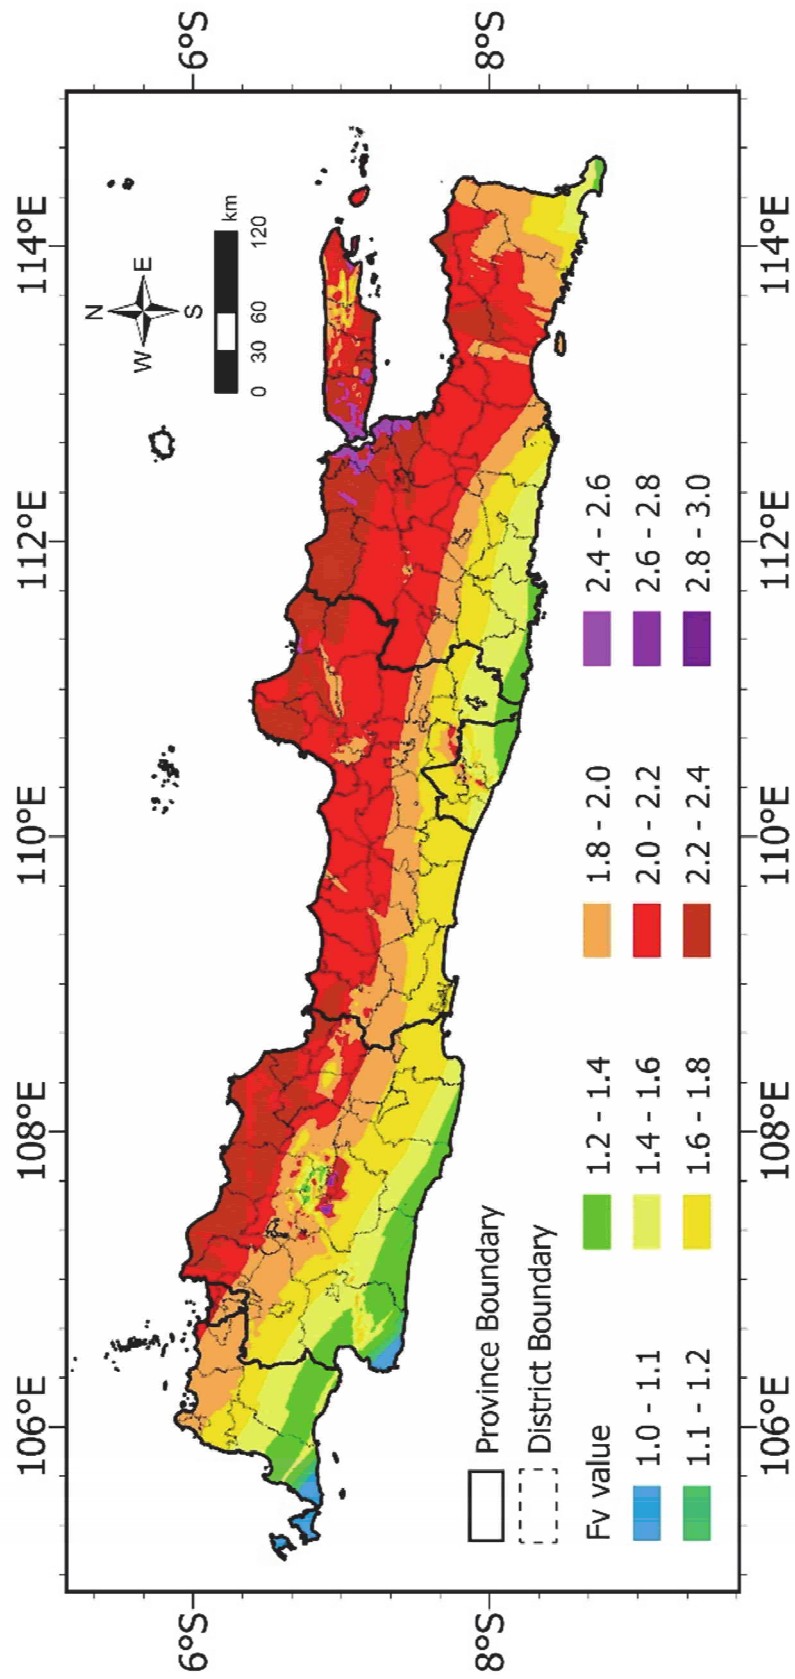 106°E 108°E 110°E 112°E 114°E
6°S 6°S
8°S 8°S
N
W E
S
0 30 60 120
km
Province Boundary
District Boundary
Fv value
1.0 - 1.1
1.1 - 1.2
1.2 - 1.4
1.4 - 1.6
1.6 - 1.8
1.8 - 2.0
2.0 - 2.2
2.2 - 2.4
2.4 - 2.6
2.6 - 2.8
2.8 - 3.0
106°E 108°E 110°E 112°E 114°E